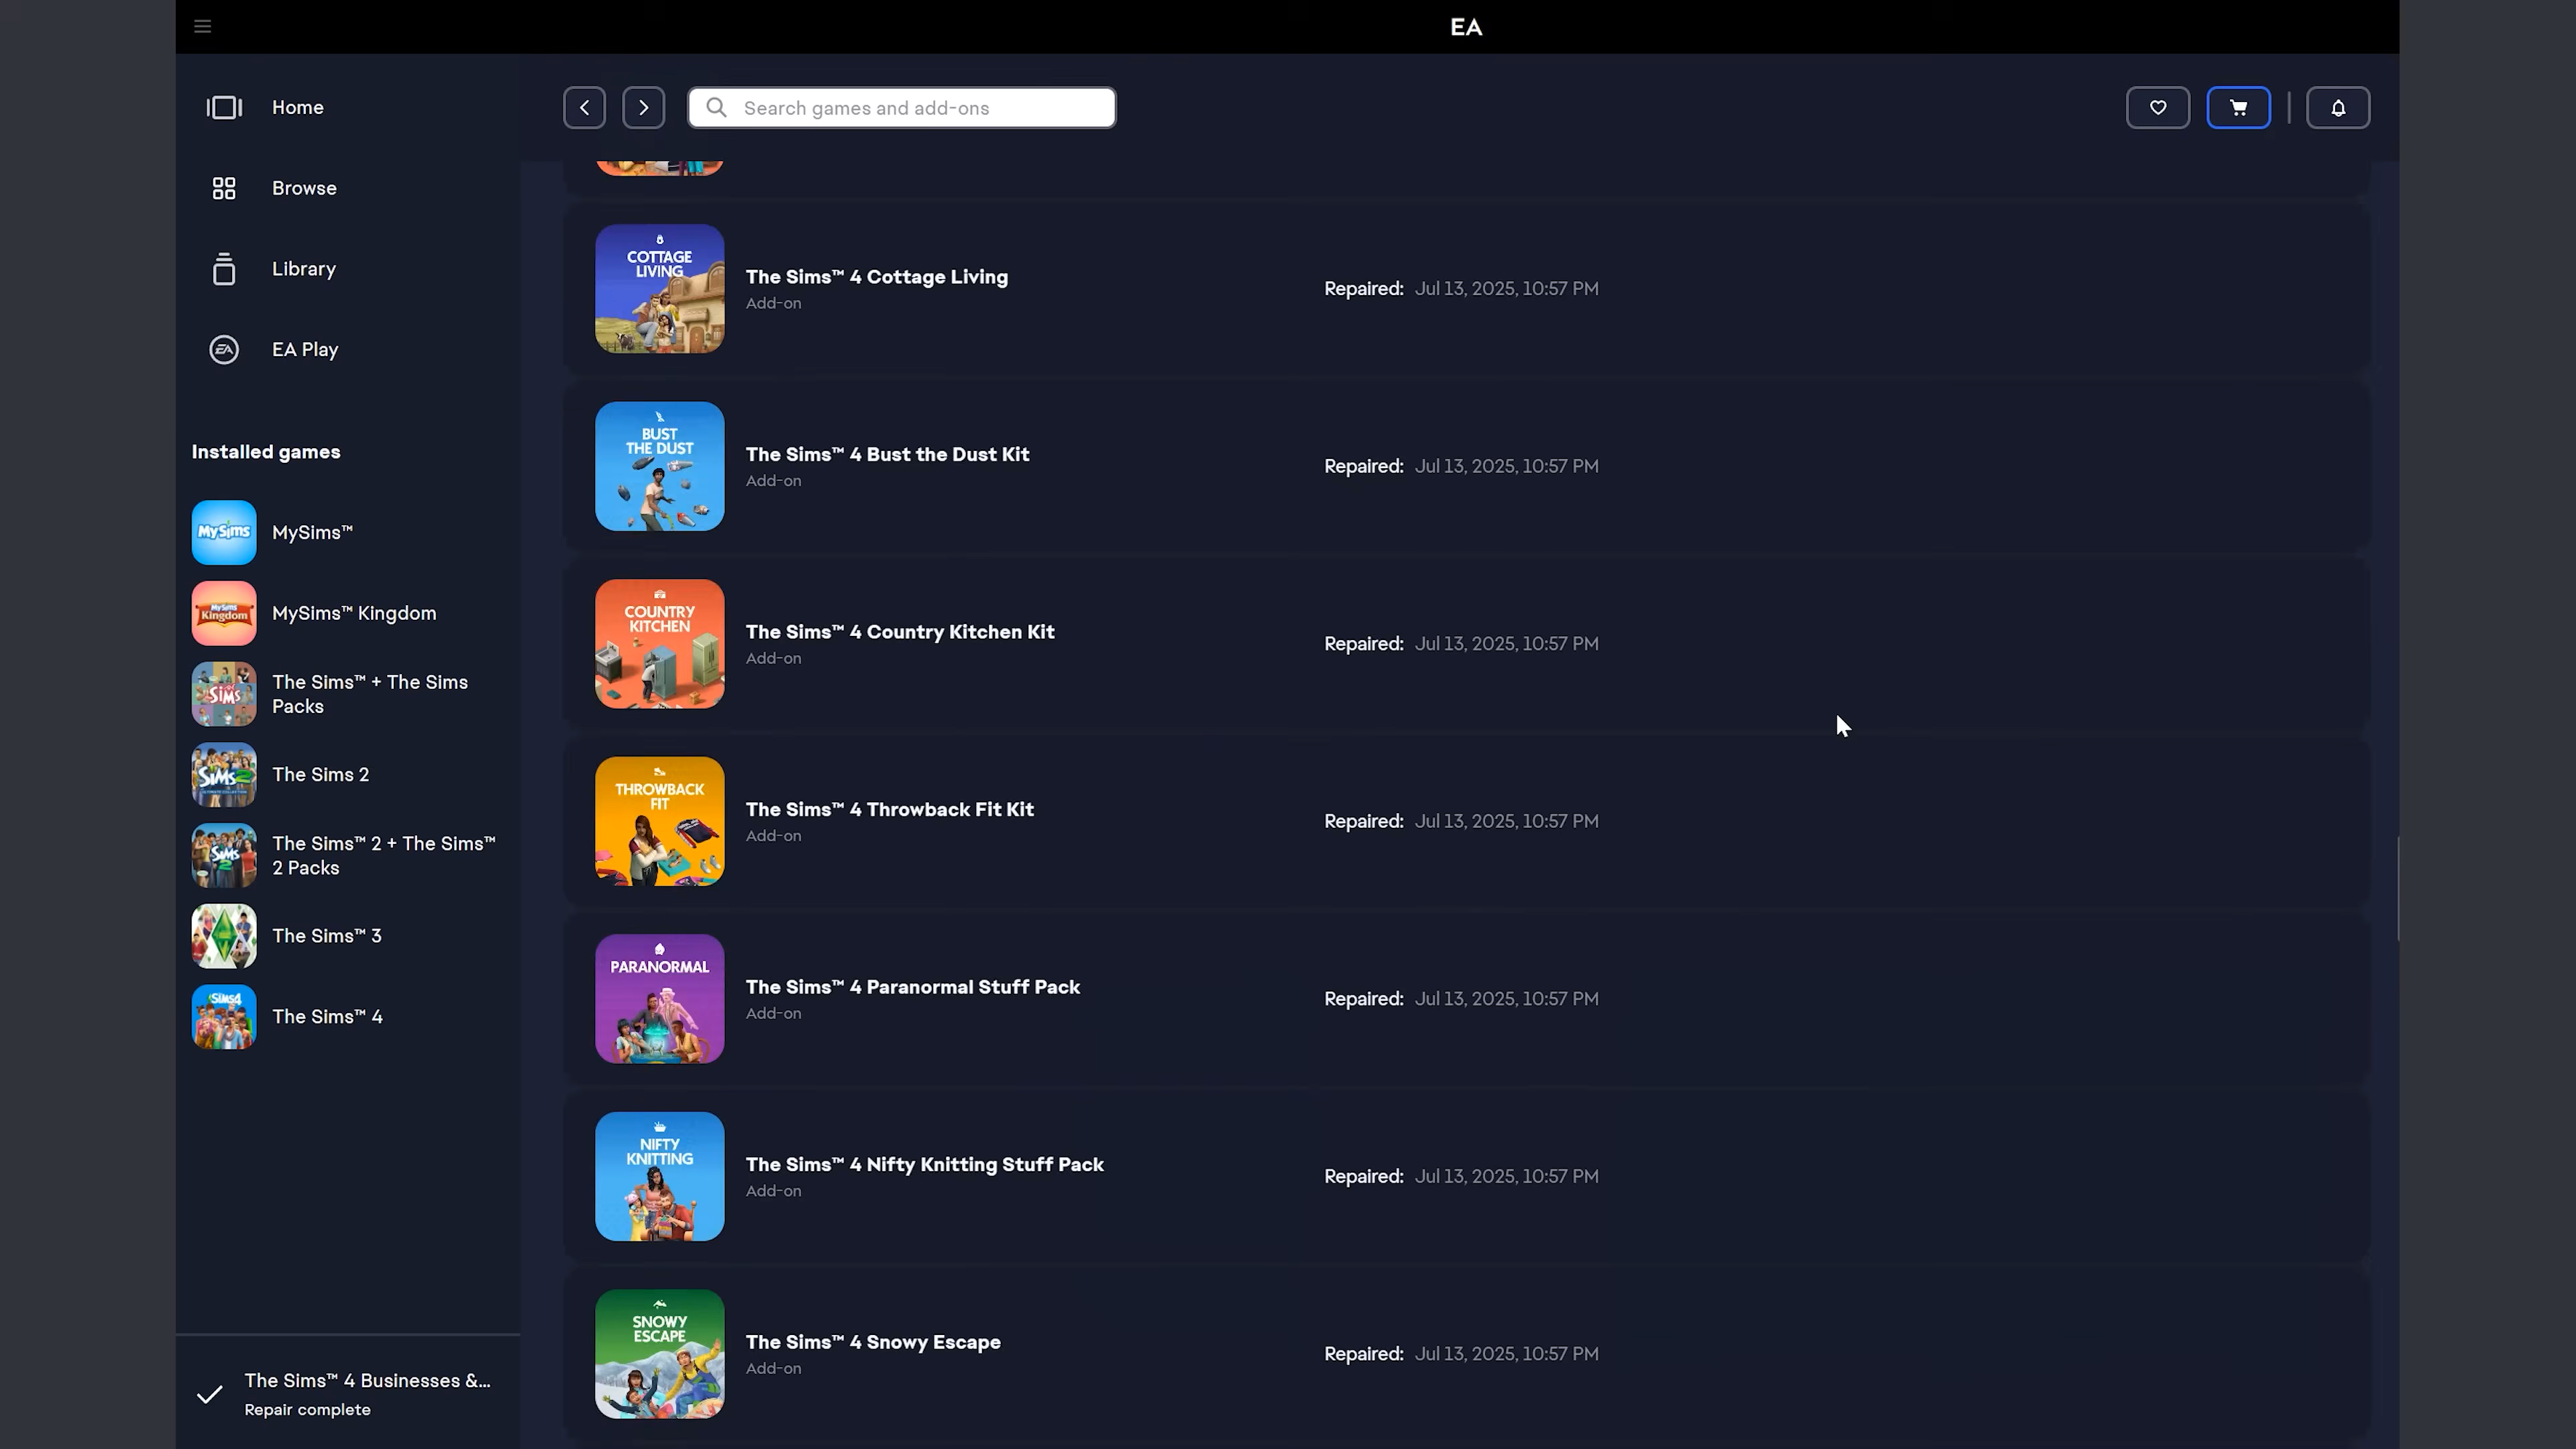 EA
Home
Browse
Library
EA Play
Installed games
MySims™
MySims™ Kingdom
The Sims™ + The Sims
Packs
The Sims 2
The Sims™ 2 + The Sims™
2 Packs
The Sims™ 3
The Sims™ 4
The Sims™ 4 Businesses &...
Repair complete
Search games and add-ons
COTTAGE
LIVING
The Sims™ 4 Cottage Living
Add-on
Repaired: Jul 13, 2025, 10:57 PM
BUST
THE DUST
The Sims™ 4 Bust the Dust Kit
Add-on
Repaired: Jul 13, 2025, 10:57 PM
COUNTRY
KITCHEN
The Sims™ 4 Country Kitchen Kit
Add-on
Repaired: Jul 13, 2025, 10:57 PM
THROWBACK
FIT
The Sims™ 4 Throwback Fit Kit
Add-on
Repaired: Jul 13, 2025, 10:57 PM
PARANORMAL
The Sims™ 4 Paranormal Stuff Pack
Add-on
Repaired: Jul 13, 2025, 10:57 PM
NIFTY
KNITTING
The Sims™ 4 Nifty Knitting Stuff Pack
Add-on
Repaired: Jul 13, 2025, 10:57 PM
SNOWY
ESCAPE
The Sims™ 4 Snowy Escape
Add-on
Repaired: Jul 13, 2025, 10:57 PM